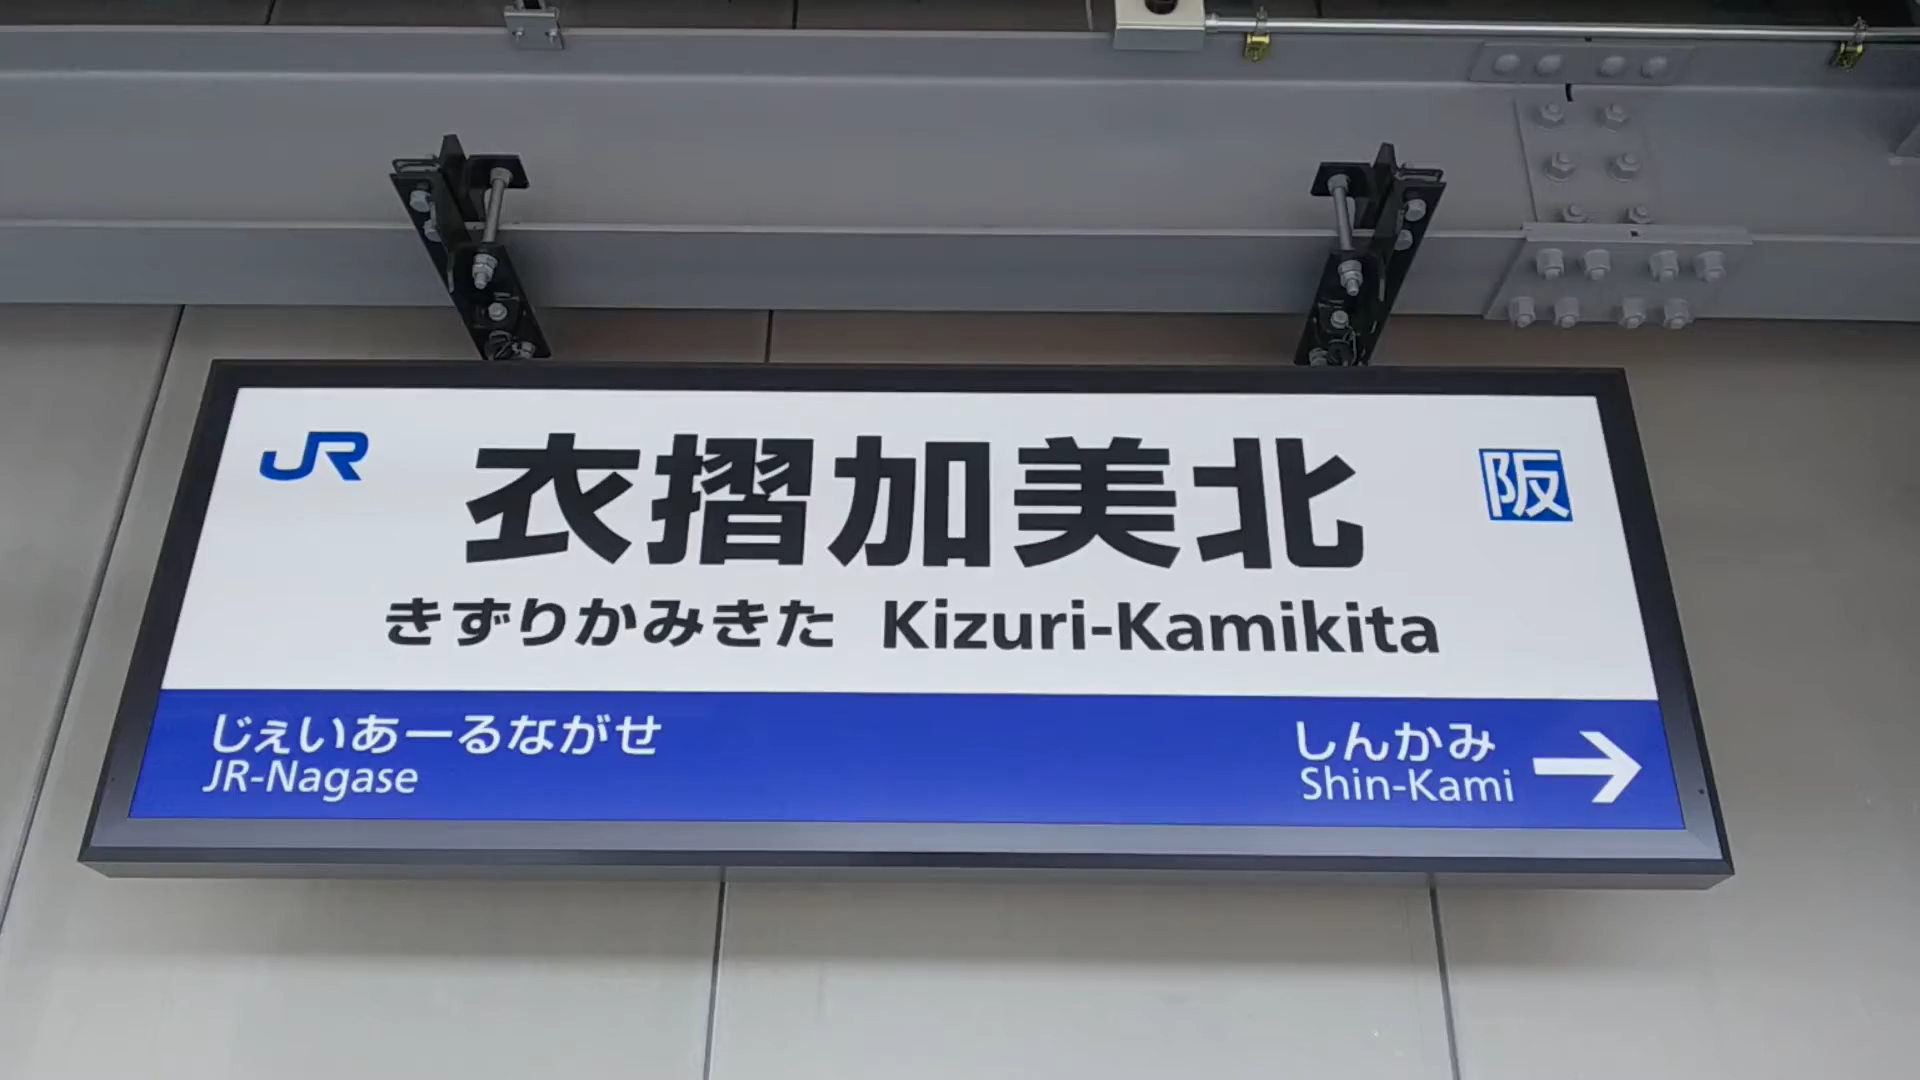 JR 衣摺加美北 阪
きずりかみきた Kizuri-Kamikita
じぇいあーるながせ しんかみ →
JR-Nagase Shin-Kami